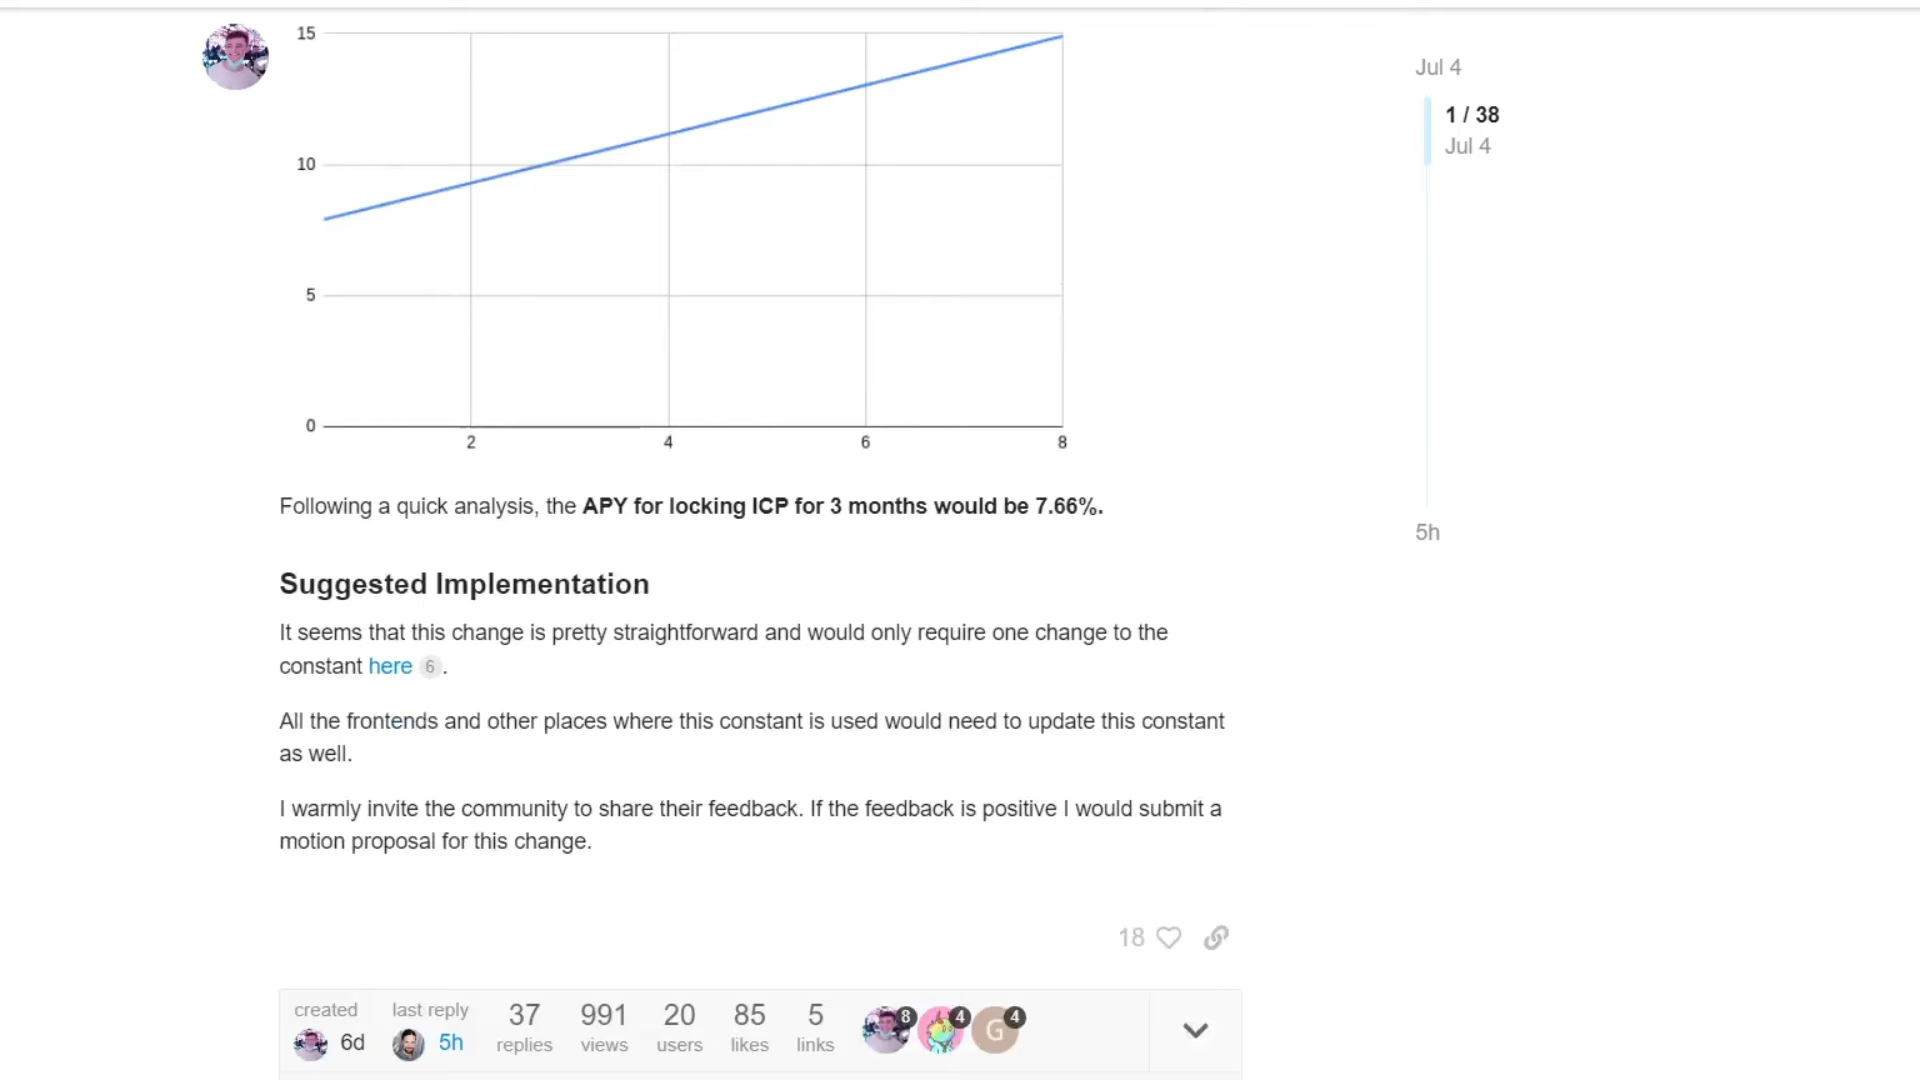 15
10
5
0
2 4 6 8
Following a quick analysis, the APY for locking ICP for 3 months would be 7.66%.
Suggested Implementation
It seems that this change is pretty straightforward and would only require one change to the
constant here 6 .
All the frontends and other places where this constant is used would need to update this constant
as well.
I warmly invite the community to share their feedback. If the feedback is positive I would submit a
motion proposal for this change.
18
created last reply 37 991 20 85 5 8 4 G 4
6d 5h replies views users likes links
Jul 4
1 / 38
Jul 4
5h